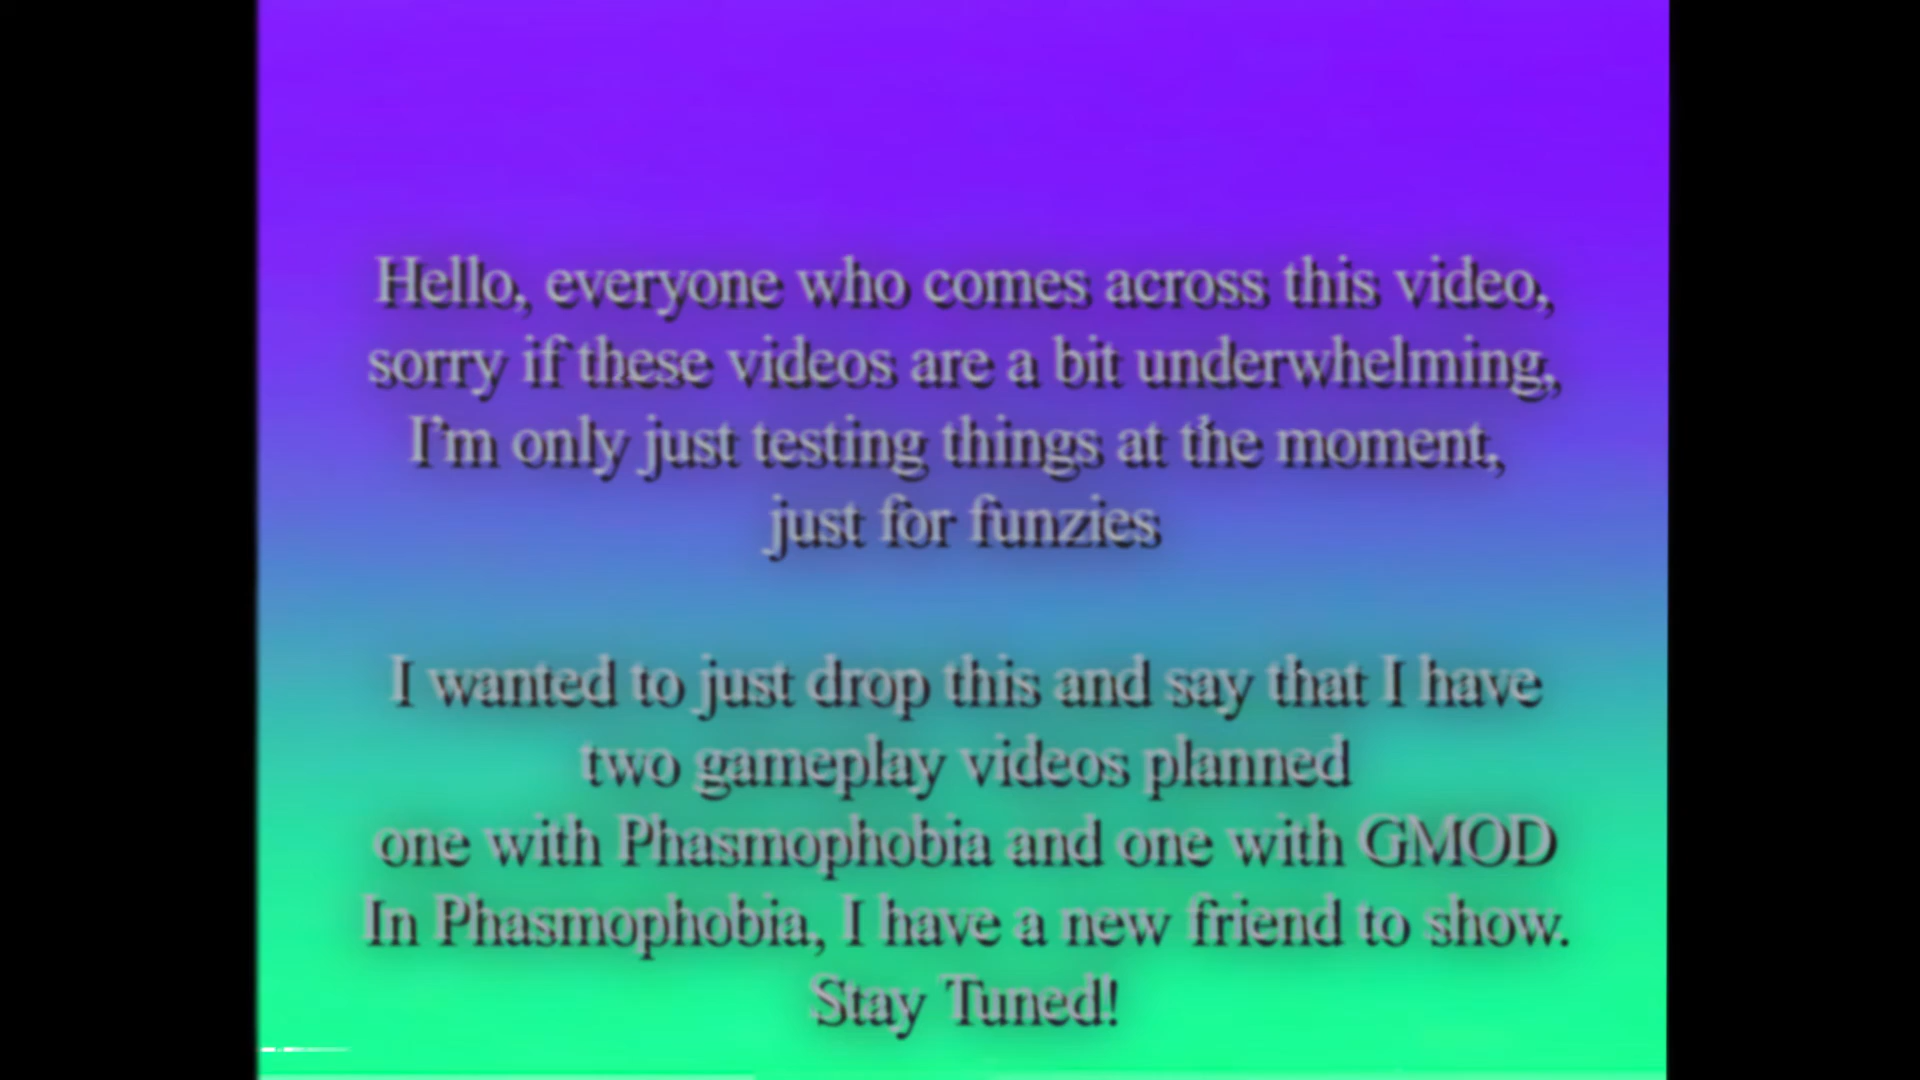 Hello, everyone who comes across this video,
sorry if these videos are a bit underwhelming,
I'm only just testing things at the moment,
just for funzies
I wanted to just drop this and say that I have
two gameplay videos planned
one with Phasmophobia and one with GMOD
In Phasmophobia, I have a new friend to show.
Stay Tuned!